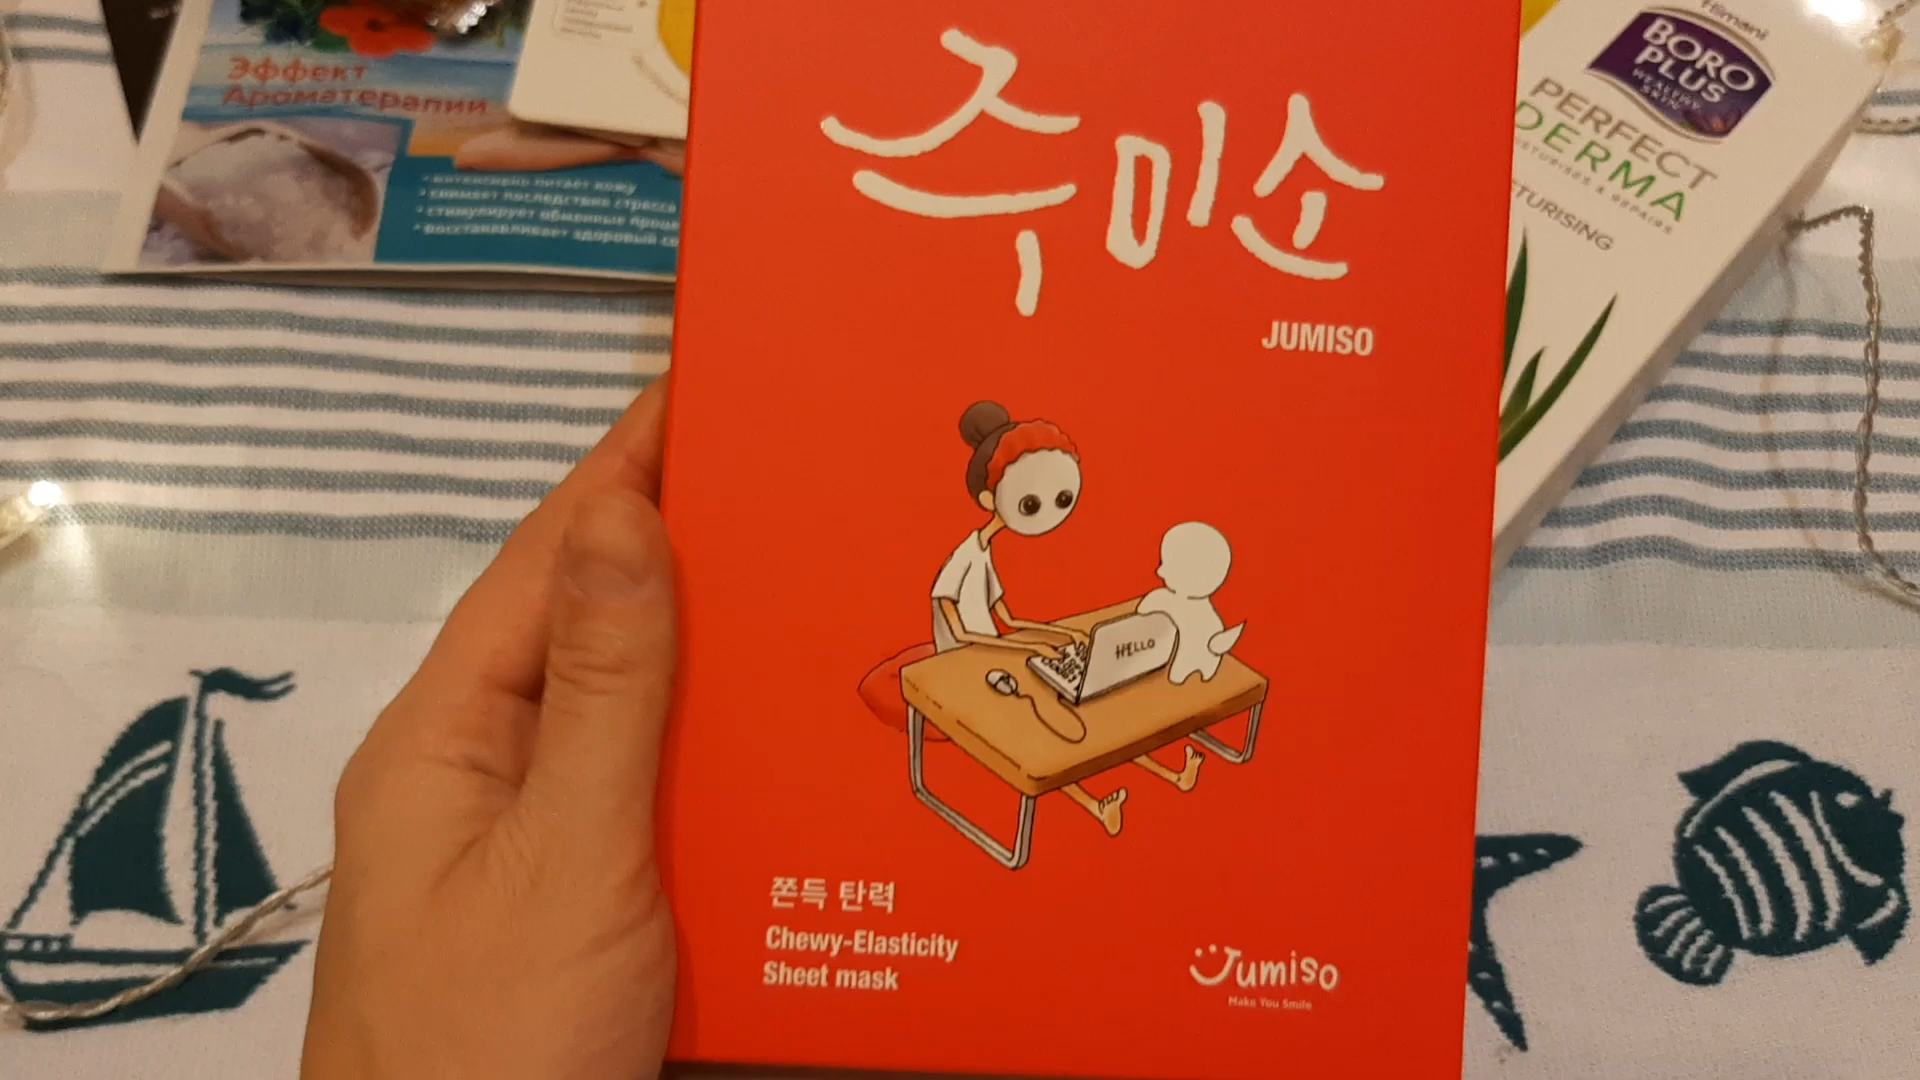 주미소
JUMISO
HELLO
쫀득 탄력
Chewy-Elasticity
Sheet mask
Jumiso
Make You Smile
Эффект
Ароматерапии
• интенсивно питает кожу
• снимает последствия стресса
• стимулирует обменные проце
• восстанавливает здоровый со
Himani
BORO
PLUS
HEALTHY
SKIN
PERFECT
DERMA
MOISTURISES & REPAIRS
TURISING